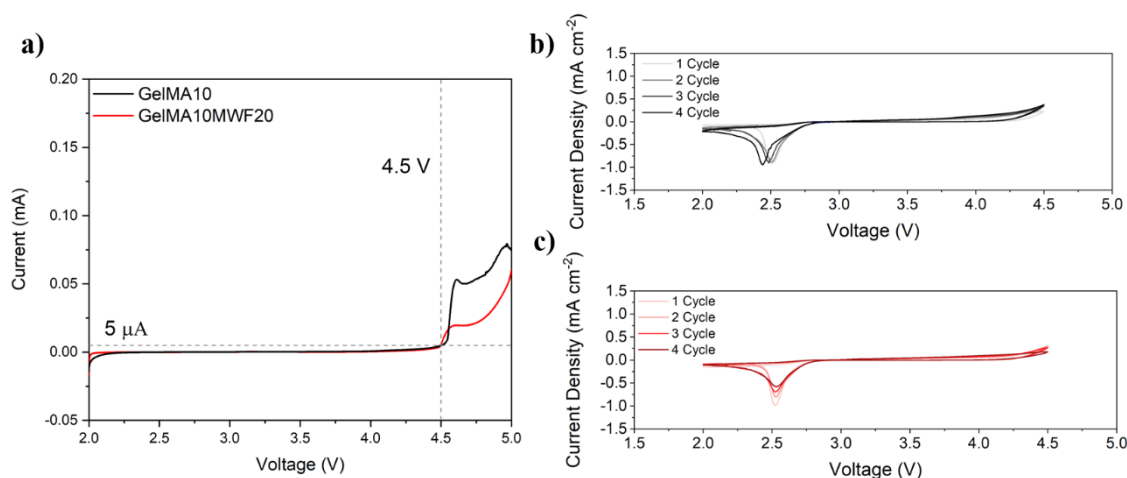 a)
GelMA10
GelMA10MWF20
4.5 V
5 μA
Current (mA)
0.20
0.15
0.10
0.05
0.00
-0.05
2.0 2.5 3.0 3.5 4.0 4.5 5.0
Voltage (V)
b)
1 Cycle
2 Cycle
3 Cycle
4 Cycle
Current Density (mA cm⁻²)
1.5
1.0
0.5
0.0
-0.5
-1.0
-1.5
1.5 2.0 2.5 3.0 3.5 4.0 4.5 5.0
Voltage (V)
c)
1 Cycle
2 Cycle
3 Cycle
4 Cycle
Current Density (mA cm⁻²)
1.5
1.0
0.5
0.0
-0.5
-1.0
-1.5
1.5 2.0 2.5 3.0 3.5 4.0 4.5 5.0
Voltage (V)